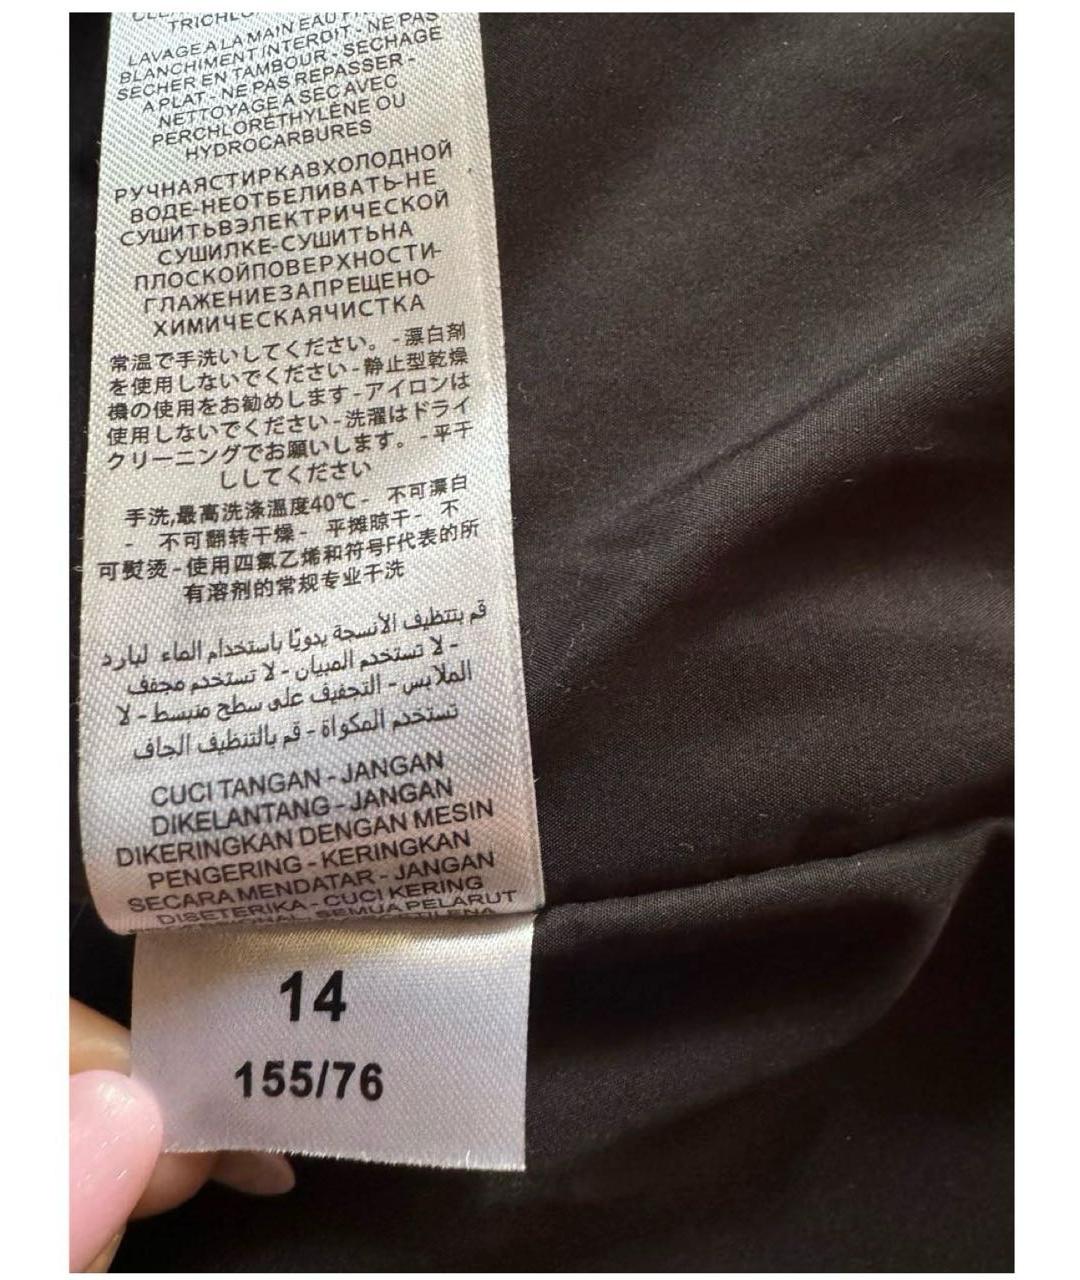 TRICHL
LAVAGE A LA MAIN EAU
BLANCHIMENT INTERDIT - NE PAS
SECHER EN TAMBOUR - SECHAGE
A PLAT - NE PAS REPASSER -
NETTOYAGE A SEC AVEC
PERCHLORÉTHYLÈNE OU
HYDROCARBURES
РУЧНАЯСТИРКАВХОЛОДНОЙ
ВОДЕ-НЕОТБЕЛИВАТЬ-НЕ
СУШИТЬВЭЛЕКТРИЧЕСКОЙ
СУШИЛКЕ-СУШИТЬНА
ПЛОСКОЙПОВЕРХНОСТИ-
ГЛАЖЕНИЕЗАПРЕЩЕНО-
ХИМИЧЕСКАЯЧИСТКА
常温で手洗いしてください。-漂白剤
を使用しないでください-静止型乾燥
機の使用をお勧めします-アイロンは
使用しないでください-洗濯はドライ
クリーニングでお願いします。-平干
ししてください
手洗,最高洗涤温度40℃- 不可漂白
- 不可翻转干燥- 平摊晾干- 不
可熨烫-使用四氯乙烯和符号F代表的所
有溶剂的常规专业干洗
قم بتنظيف الأنسجة يدويًا باستخدام الماء لبارد
- لا تستخدم المبيان - لا تستخدم مجفف
الملابس - التجفيف على سطح منبسط - لا
تستخدم المكواة - قم بالتنظيف الجاف
CUCI TANGAN - JANGAN
DIKELANTANG - JANGAN
DIKERINGKAN DENGAN MESIN
PENGERING - KERINGKAN
SECARA MENDATAR - JANGAN
DISETERIKA - CUCI KERING
SEMUA PELARUT
14
155/76